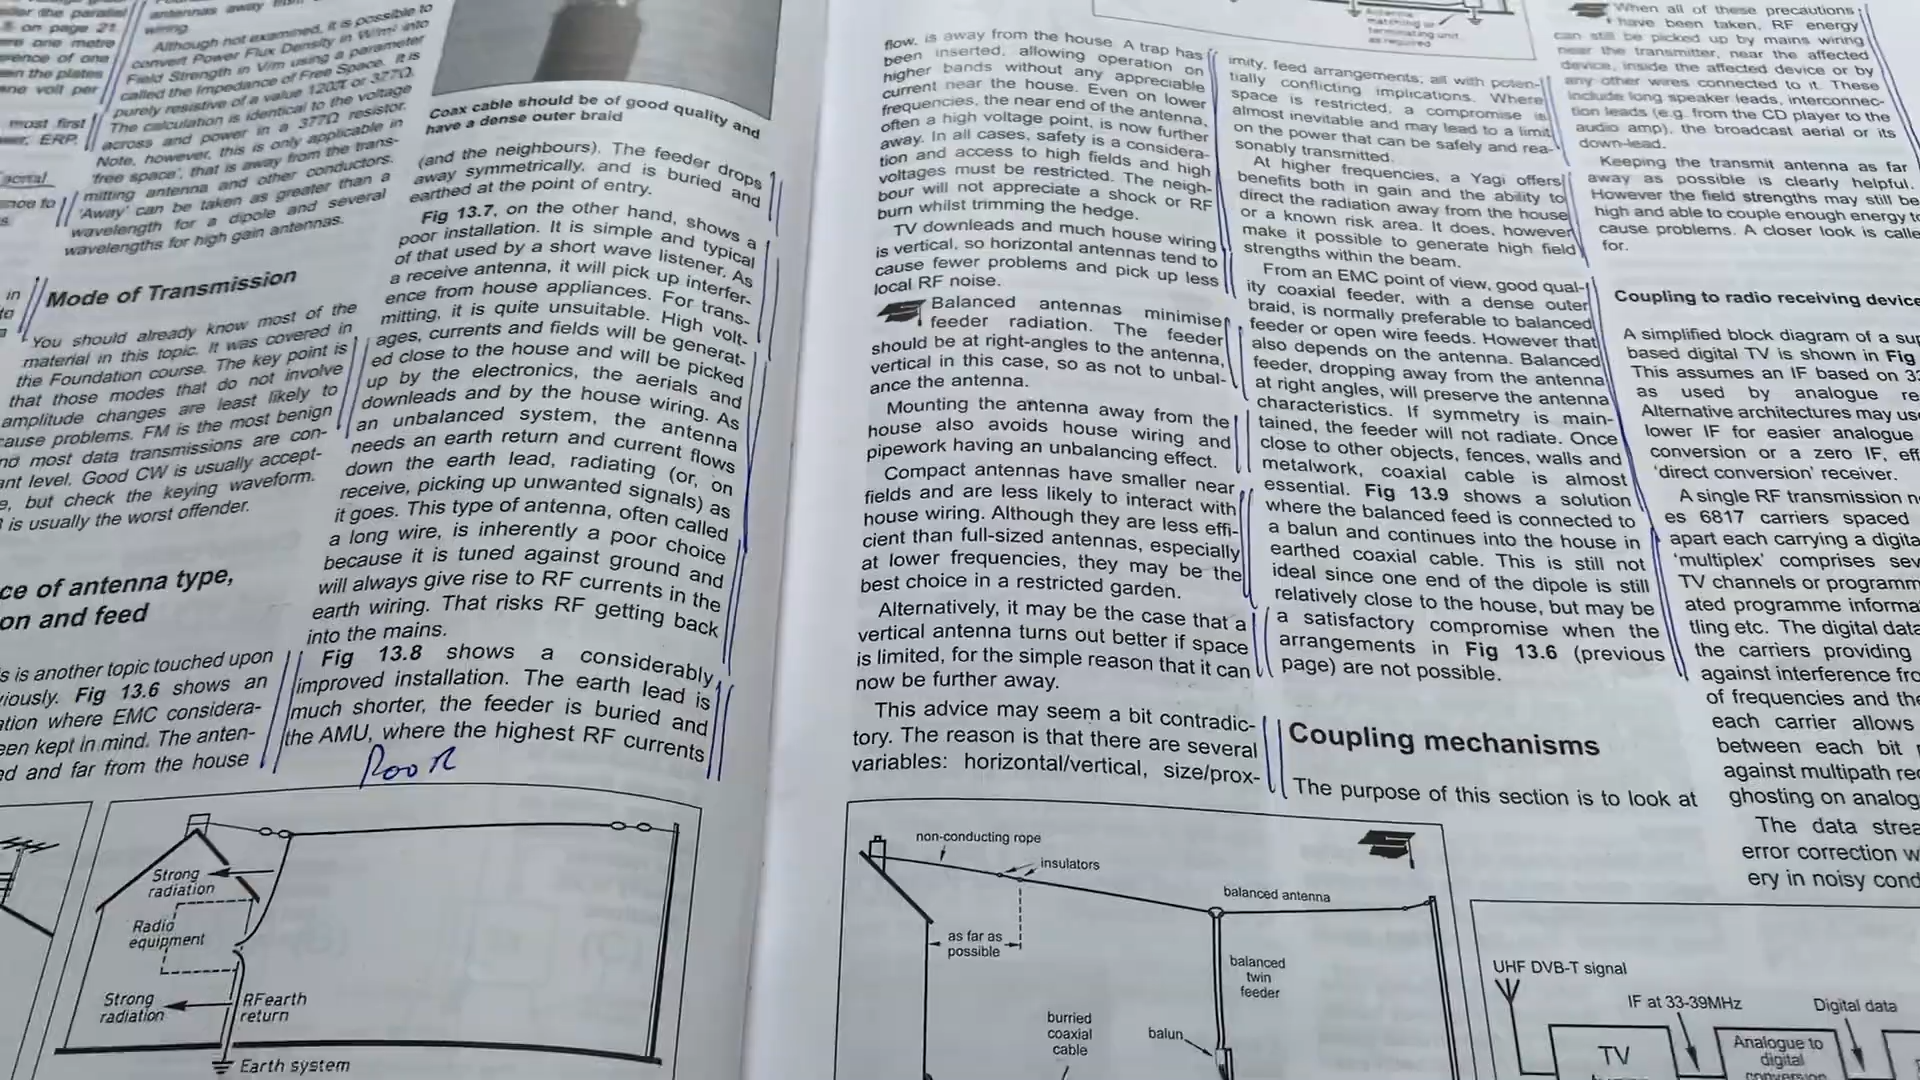 on page 21.
are one metre
erence of one
en the plates
ane volt per
most first
wer, ERP.
antennas away
wiring.
Although not examined, it is possible to
convert Power Flux Density in W/m² into
Field Strength in V/m using a parameter
called the Impedance of Free Space. It is
purely resistive of a value 120π or 377Ω.
The calculation is identical to the voltage
across and power in a 377Ω resistor.
Note, however, this is only applicable in
'free space', that is away from the trans-
mitting antenna and other conductors.
'Away' can be taken as greater than a
wavelength for a dipole and several
wavelengths for high gain antennas.
Mode of Transmission
You should already know most of the
material in this topic. It was covered in
the Foundation course. The key point is
that those modes that do not involve
amplitude changes are least likely to
cause problems. FM is the most benign
nd most data transmissions are con-
ant level. Good CW is usually accept-
e, but check the keying waveform.
is usually the worst offender.
ce of antenna type,
on and feed
s is another topic touched upon
viously. Fig 13.6 shows an
ation where EMC considera-
een kept in mind. The anten-
ed and far from the house
Coax cable should be of good quality and
have a dense outer braid
(and the neighbours). The feeder drops
away symmetrically, and is buried and
earthed at the point of entry.
Fig 13.7, on the other hand, shows a
poor installation. It is simple and typical
of that used by a short wave listener. As
a receive antenna, it will pick up interfer-
ence from house appliances. For trans-
mitting, it is quite unsuitable. High volt-
ages, currents and fields will be generat-
ed close to the house and will be picked
up by the electronics, the aerials and
downleads and by the house wiring. As
an unbalanced system, the antenna
needs an earth return and current flows
down the earth lead, radiating (or, on
receive, picking up unwanted signals) as
it goes. This type of antenna, often called
a long wire, is inherently a poor choice
because it is tuned against ground and
will always give rise to RF currents in the
earth wiring. That risks RF getting back
into the mains.
Fig 13.8 shows a considerably
improved installation. The earth lead is
much shorter, the feeder is buried and
the AMU, where the highest RF currents
POOR
Strong
radiation
Radio
equipment
Strong
radiation
RF earth
return
Earth system
flow, is away from the house. A trap has
been inserted, allowing operation on
higher bands without any appreciable
current near the house. Even on lower
frequencies, the near end of the antenna,
often a high voltage point, is now further
away. In all cases, safety is a considera-
tion and access to high fields and high
voltages must be restricted. The neigh-
bour will not appreciate a shock or RF
burn whilst trimming the hedge.
TV downleads and much house wiring
is vertical, so horizontal antennas tend to
cause fewer problems and pick up less
local RF noise.
Balanced antennas minimise
feeder radiation. The feeder
should be at right-angles to the antenna,
vertical in this case, so as not to unbal-
ance the antenna.
Mounting the antenna away from the
house also avoids house wiring and
pipework having an unbalancing effect.
Compact antennas have smaller near
fields and are less likely to interact with
house wiring. Although they are less effi-
cient than full-sized antennas, especially
at lower frequencies, they may be the
best choice in a restricted garden.
Alternatively, it may be the case that a
vertical antenna turns out better if space
is limited, for the simple reason that it can
now be further away.
This advice may seem a bit contradic-
tory. The reason is that there are several
variables: horizontal/vertical, size/prox-
Antenna
matching or
terminating unit
as required
imity, feed arrangements; all with poten-
tially conflicting implications. Where
space is restricted, a compromise is
almost inevitable and may lead to a limit
on the power that can be safely and rea-
sonably transmitted.
At higher frequencies, a Yagi offers
benefits both in gain and the ability to
direct the radiation away from the house
or a known risk area. It does, however
make it possible to generate high field
strengths within the beam.
From an EMC point of view, good qual-
ity coaxial feeder, with a dense outer
braid, is normally preferable to balanced
feeder or open wire feeds. However that
also depends on the antenna. Balanced
feeder, dropping away from the antenna
at right angles, will preserve the antenna
characteristics. If symmetry is main-
tained, the feeder will not radiate. Once
close to other objects, fences, walls and
metalwork, coaxial cable is almost
essential. Fig 13.9 shows a solution
where the balanced feed is connected to
a balun and continues into the house in
earthed coaxial cable. This is still not
ideal since one end of the dipole is still
relatively close to the house, but may be
a satisfactory compromise when the
arrangements in Fig 13.6 (previous
page) are not possible.
Coupling mechanisms
The purpose of this section is to look at
non-conducting rope
insulators
balanced antenna
as far as
possible
balanced
twin
feeder
burried
coaxial
cable
balun
When all of these precautions
have been taken, RF energy
can still be picked up by mains wiring
near the transmitter, near the affected
device, inside the affected device or by
any other wires connected to it. These
include long speaker leads, interconnec-
tion leads (e.g. from the CD player to the
audio amp), the broadcast aerial or its
down-lead.
Keeping the transmit antenna as far
away as possible is clearly helpful.
However the field strengths may still be
high and able to couple enough energy to
cause problems. A closer look is calle
for.
Coupling to radio receiving device
A simplified block diagram of a sup
based digital TV is shown in Fig
This assumes an IF based on 33
as used by analogue re
Alternative architectures may us
lower IF for easier analogue
conversion or a zero IF, eff
'direct conversion' receiver.
A single RF transmission n
es 6817 carriers spaced
apart each carrying a digita
'multiplex' comprises sev
TV channels or programm
ated programme informa
tling etc. The digital data
the carriers providing
against interference fro
of frequencies and the
each carrier allows
between each bit
against multipath rec
ghosting on analog
The data strea
error correction w
ery in noisy cond
UHF DVB-T signal
IF at 33-39MHz
Digital data
TV
Analogue to
digital
conversion